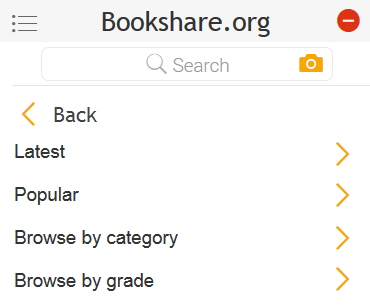 Bookshare.org
Search
Back
Latest
Popular
Browse by category
Browse by grade